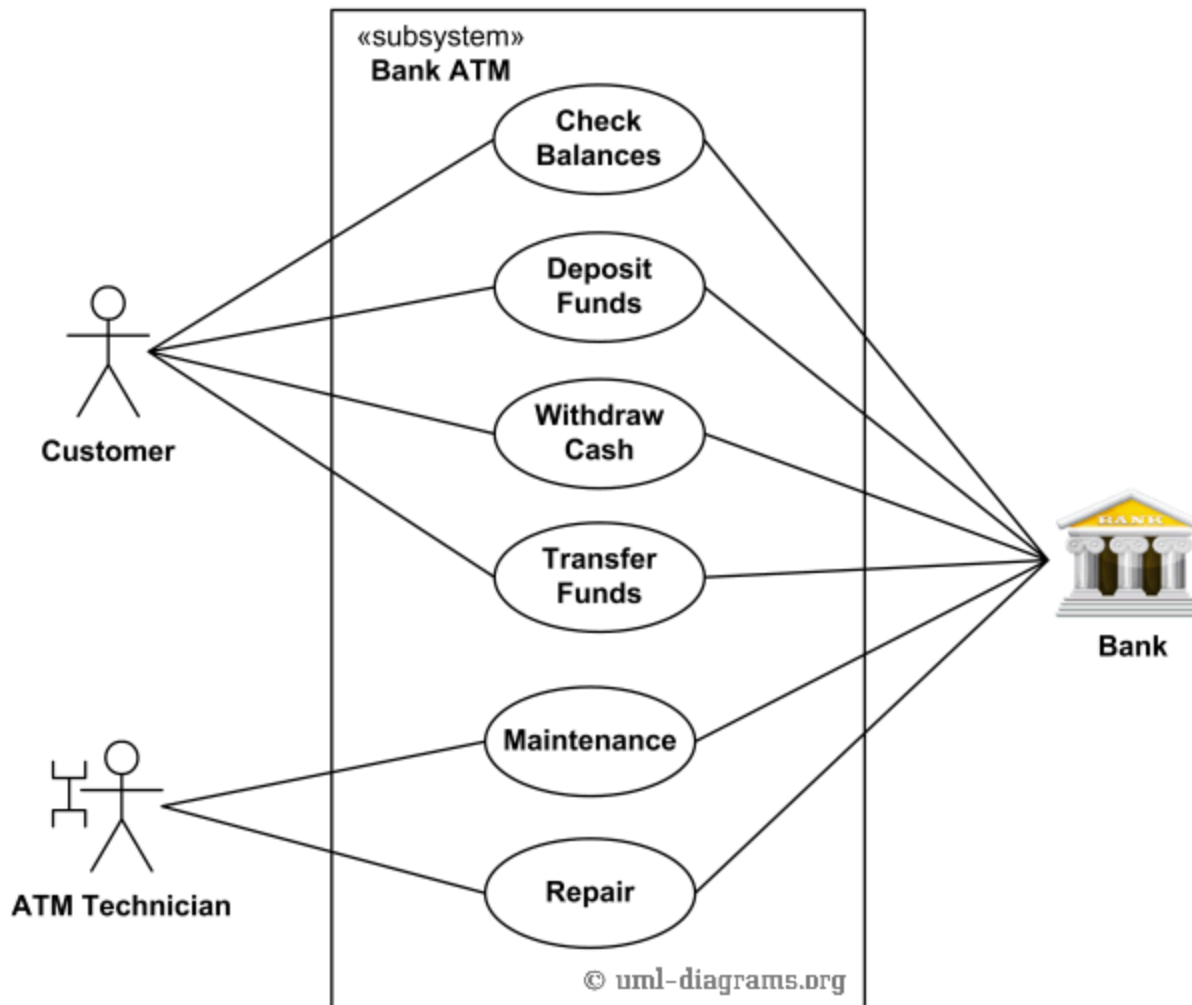 «subsystem»
Bank ATM
Check
Balances
Deposit
Funds
Customer
Withdraw
Cash
BANK
Transfer
Funds
Bank
Maintenance
ATM Technician
Repair
© uml-diagrams.org